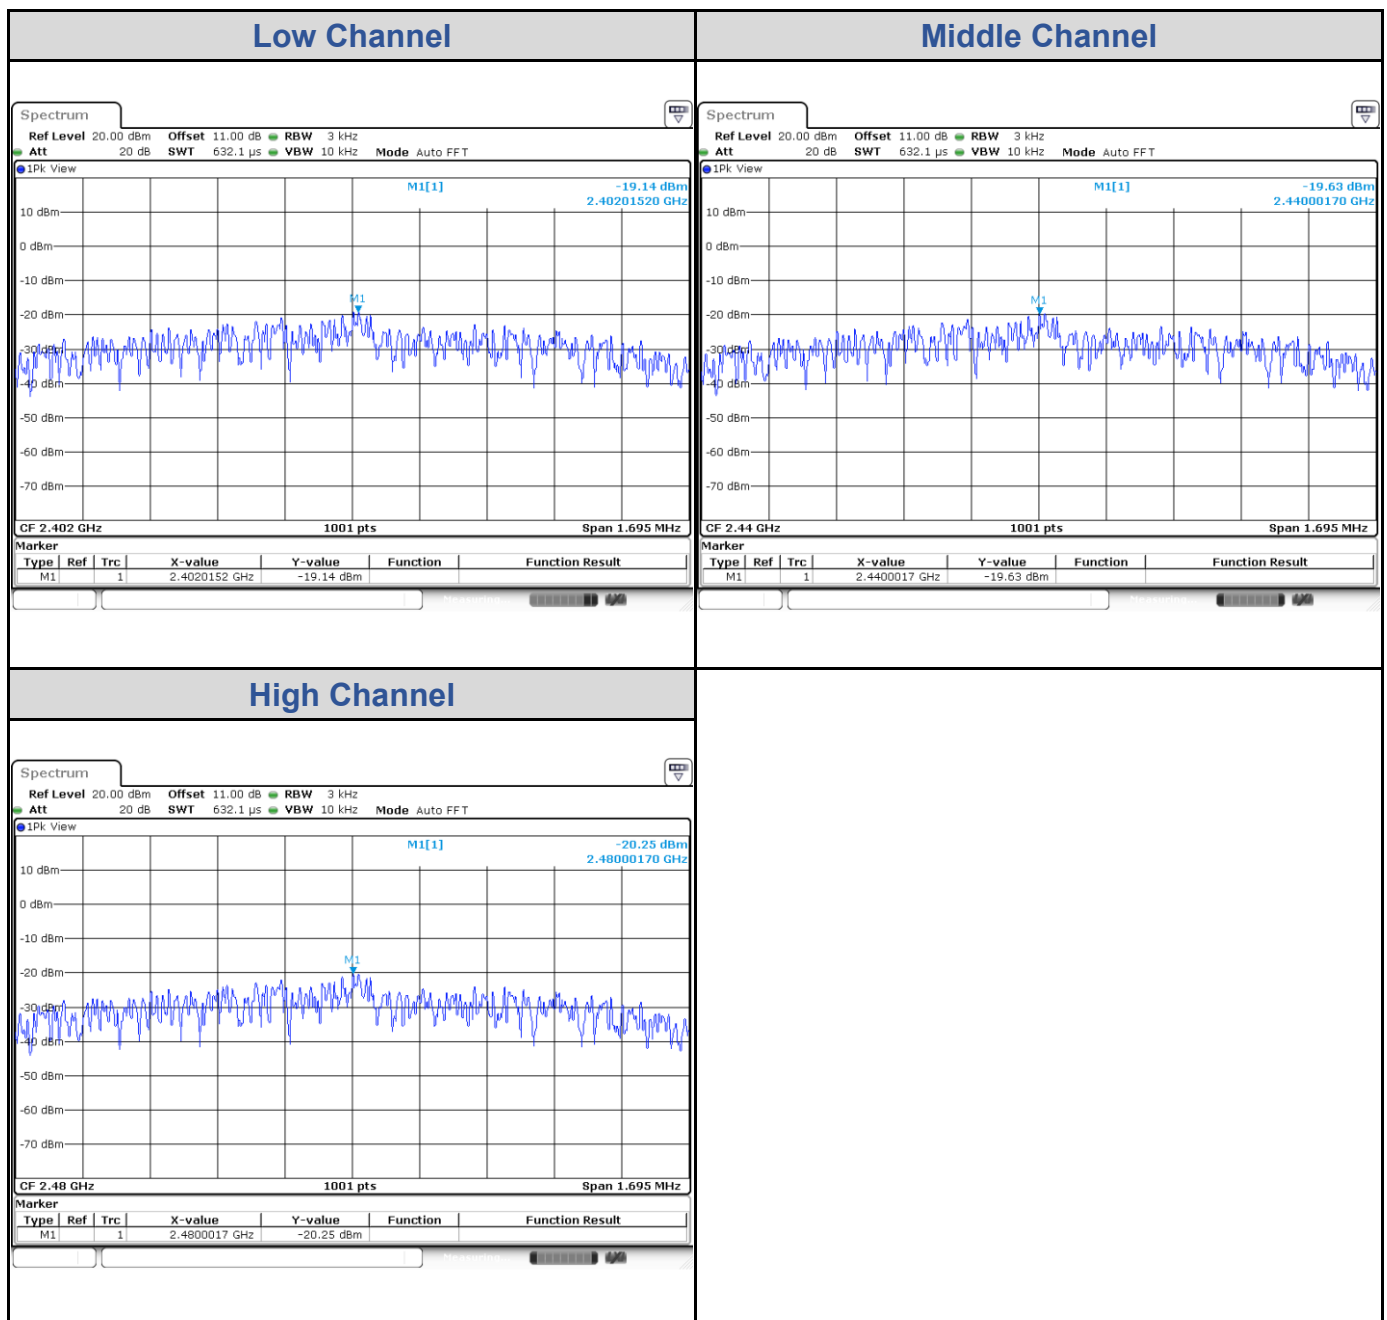 Low Channel
Spectrum
Ref Level 20.00 dBm Offset 11.00 dB RBW 3 kHz
Att 20 dB SWT 632.1 µs VBW 10 kHz Mode Auto FFT
1Pk View
M1[1] -19.14 dBm
2.40201520 GHz
10 dBm
0 dBm
-10 dBm
M1
-20 dBm
-30 dBm
-40 dBm
-50 dBm
-60 dBm
-70 dBm
CF 2.402 GHz 1001 pts Span 1.695 MHz
Marker
Type Ref Trc X-value Y-value Function Function Result
M1 1 2.4020152 GHz -19.14 dBm
Measuring...
Middle Channel
Spectrum
Ref Level 20.00 dBm Offset 11.00 dB RBW 3 kHz
Att 20 dB SWT 632.1 µs VBW 10 kHz Mode Auto FFT
1Pk View
M1[1] -19.63 dBm
2.44000170 GHz
10 dBm
0 dBm
-10 dBm
M1
-20 dBm
-30 dBm
-40 dBm
-50 dBm
-60 dBm
-70 dBm
CF 2.44 GHz 1001 pts Span 1.695 MHz
Marker
Type Ref Trc X-value Y-value Function Function Result
M1 1 2.4400017 GHz -19.63 dBm
Measuring...
High Channel
Spectrum
Ref Level 20.00 dBm Offset 11.00 dB RBW 3 kHz
Att 20 dB SWT 632.1 µs VBW 10 kHz Mode Auto FFT
1Pk View
M1[1] -20.25 dBm
2.48000170 GHz
10 dBm
0 dBm
-10 dBm
M1
-20 dBm
-30 dBm
-40 dBm
-50 dBm
-60 dBm
-70 dBm
CF 2.48 GHz 1001 pts Span 1.695 MHz
Marker
Type Ref Trc X-value Y-value Function Function Result
M1 1 2.4800017 GHz -20.25 dBm
Measuring...